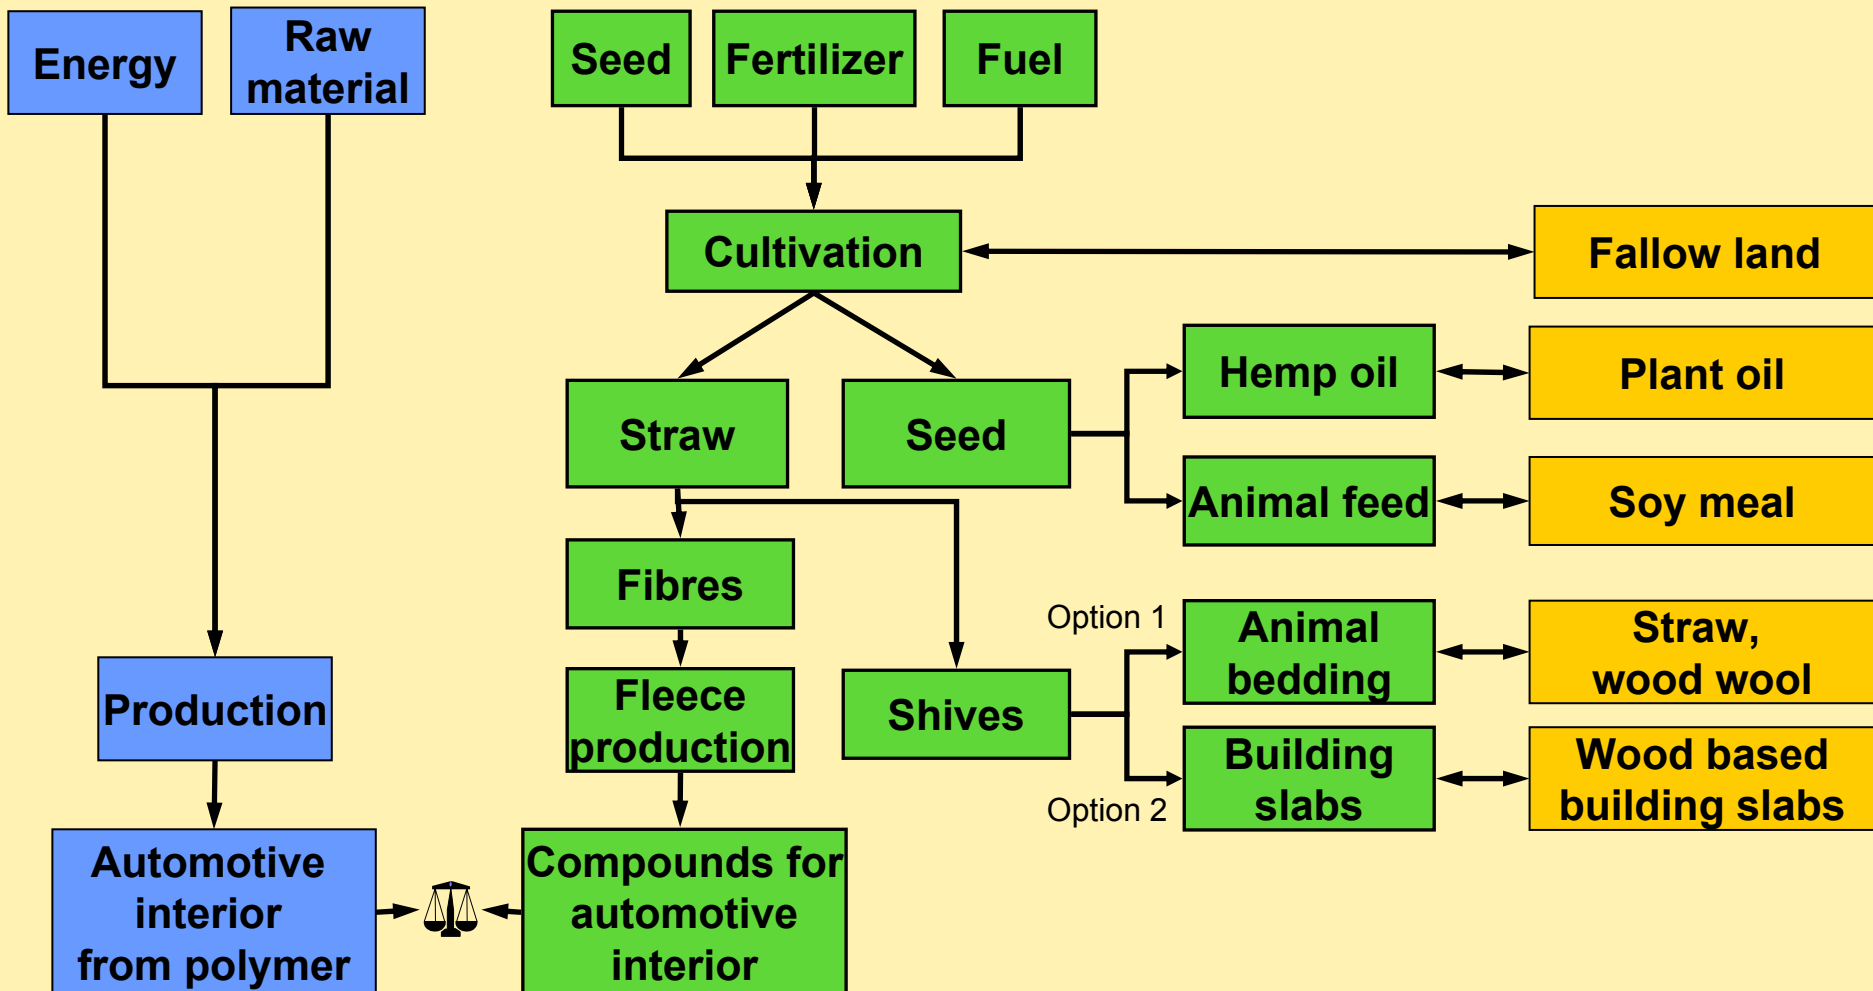 Energy
Raw
material
Seed
Fertilizer
Fuel
Cultivation
Fallow land
Straw
Seed
Hemp oil
Plant oil
Animal feed
Soy meal
Fibres
Option 1
Animal
bedding
Straw,
wood wool
Production
Fleece
production
Shives
Option 2
Building
slabs
Wood based
building slabs
Automotive
interior
from polymer
Compounds for
automotive
interior